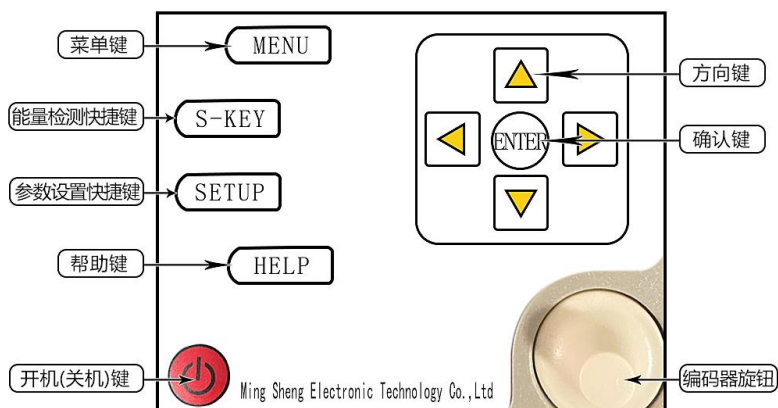 菜单键
MENU
方向键
能量检测快捷键
S-KEY
ENTER
确认键
参数设置快捷键
SETUP
帮助键
HELP
开机(关机)键
Ming Sheng Electronic Technology Co.,Ltd
编码器旋钮